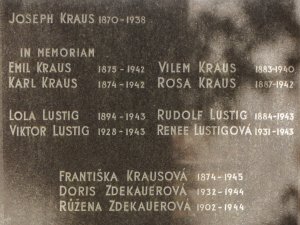 JOSEPH KRAUS 1870-1938
IN MEMORIAM
EMIL KRAUS 1875-1942 VILEM KRAUS 1883-1940
KARL KRAUS 1874-1942 ROSA KRAUS 1887-1942
LOLA LUSTIG 1894-1943 RUDOLF LUSTIG 1884-1943
VIKTOR LUSTIG 1928-1943 RENEE LUSTIGOVÁ 1931-1943
FRANTIŠKA KRAUSOVÁ 1874-1945
DORIS ZDEKAUEROVÁ 1932-1944
RŮŽENA ZDEKAUEROVÁ 1902-1944